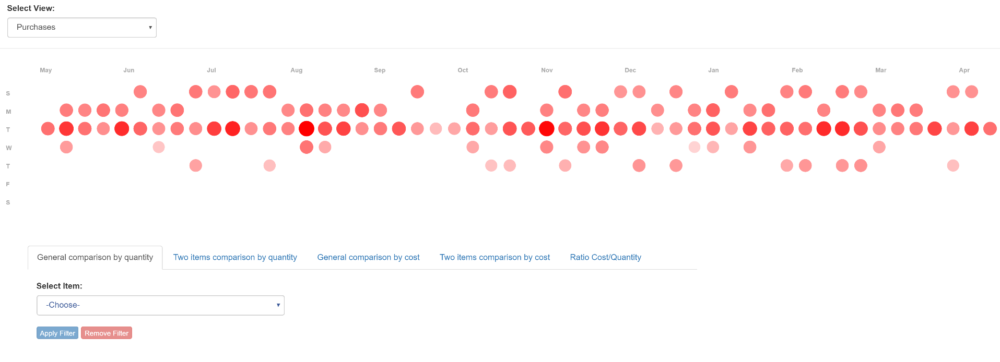 Select View:
Purchases
May Jun Jul Aug Sep Oct Nov Dec Jan Feb Mar Apr
S
M
T
W
T
F
S
General comparison by quantity Two items comparison by quantity General comparison by cost Two items comparison by cost Ratio Cost/Quantity
Select Item:
-Choose-
Apply Filter Remove Filter